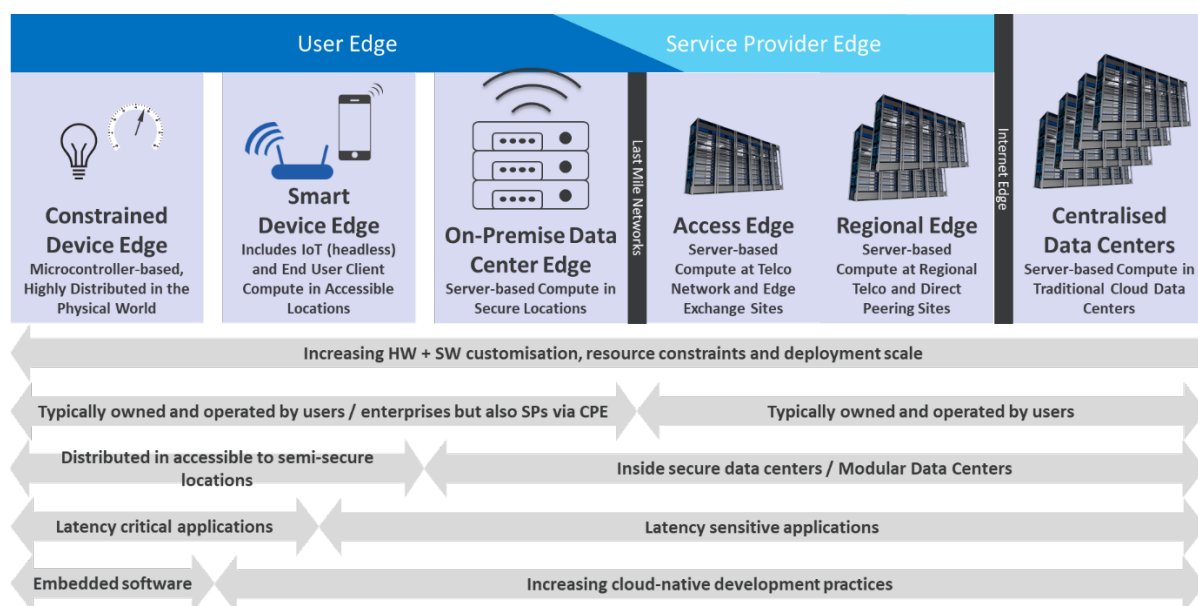 User Edge
Service Provider Edge
Constrained
Device Edge
Microcontroller-based,
Highly Distributed in the
Physical World
Smart
Device Edge
Includes IoT (headless)
and End User Client
Compute in Accessible
Locations
On-Premise Data
Center Edge
Server-based Compute in
Secure Locations
Last Mile Networks
Access Edge
Server-based
Compute at Telco
Network and Edge
Exchange Sites
Regional Edge
Server-based
Compute at Regional
Telco and Direct
Peering Sites
Internet Edge
Centralised
Data Centers
Server-based Compute in
Traditional Cloud Data
Centers
Increasing HW + SW customisation, resource constraints and deployment scale
Typically owned and operated by users / enterprises but also SPs via CPE
Typically owned and operated by users
Distributed in accessible to semi-secure
locations
Inside secure data centers / Modular Data Centers
Latency critical applications
Latency sensitive applications
Embedded software
Increasing cloud-native development practices